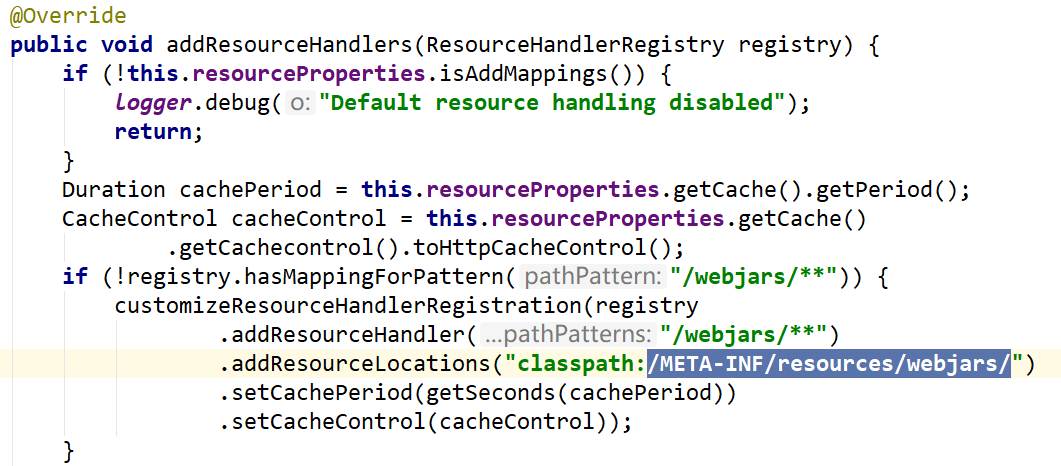 @Override
public void addResourceHandlers(ResourceHandlerRegistry registry) {
if (!this.resourceProperties.isAddMappings()) {
logger.debug( o: "Default resource handling disabled");
return;
}
Duration cachePeriod = this.resourceProperties.getCache().getPeriod();
CacheControl cacheControl = this.resourceProperties.getCache()
.getCachecontrol().toHttpCacheControl();
if (!registry.hasMappingForPattern( pathPattern: "/webjars/**")) {
customizeResourceHandlerRegistration(registry
.addResourceHandler( ...pathPatterns: "/webjars/**")
.addResourceLocations("classpath:/META-INF/resources/webjars/")
.setCachePeriod(getSeconds(cachePeriod))
.setCacheControl(cacheControl));
}